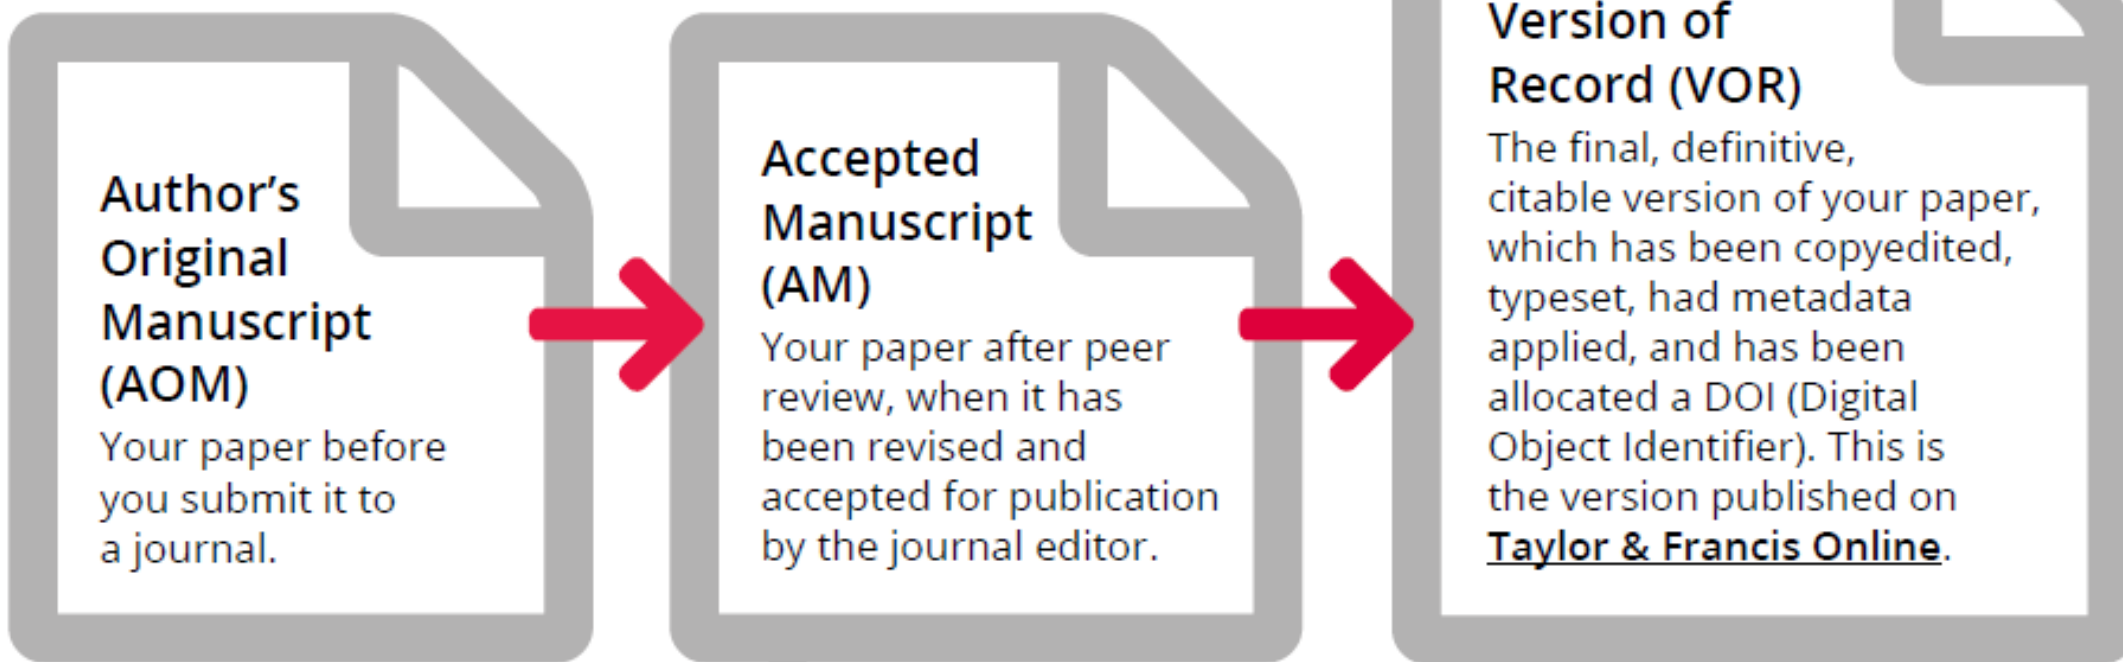 Author’s
Original
Manuscript
(AOM)
Your paper before
you submit it to
a journal.
Accepted
Manuscript
(AM)
Your paper after peer
review, when it has
been revised and
accepted for publication
by the journal editor.
Version of
Record (VOR)
The final, definitive,
citable version of your paper,
which has been copyedited,
typeset, had metadata
applied, and has been
allocated a DOI (Digital
Object Identifier). This is
the version published on
Taylor & Francis Online.